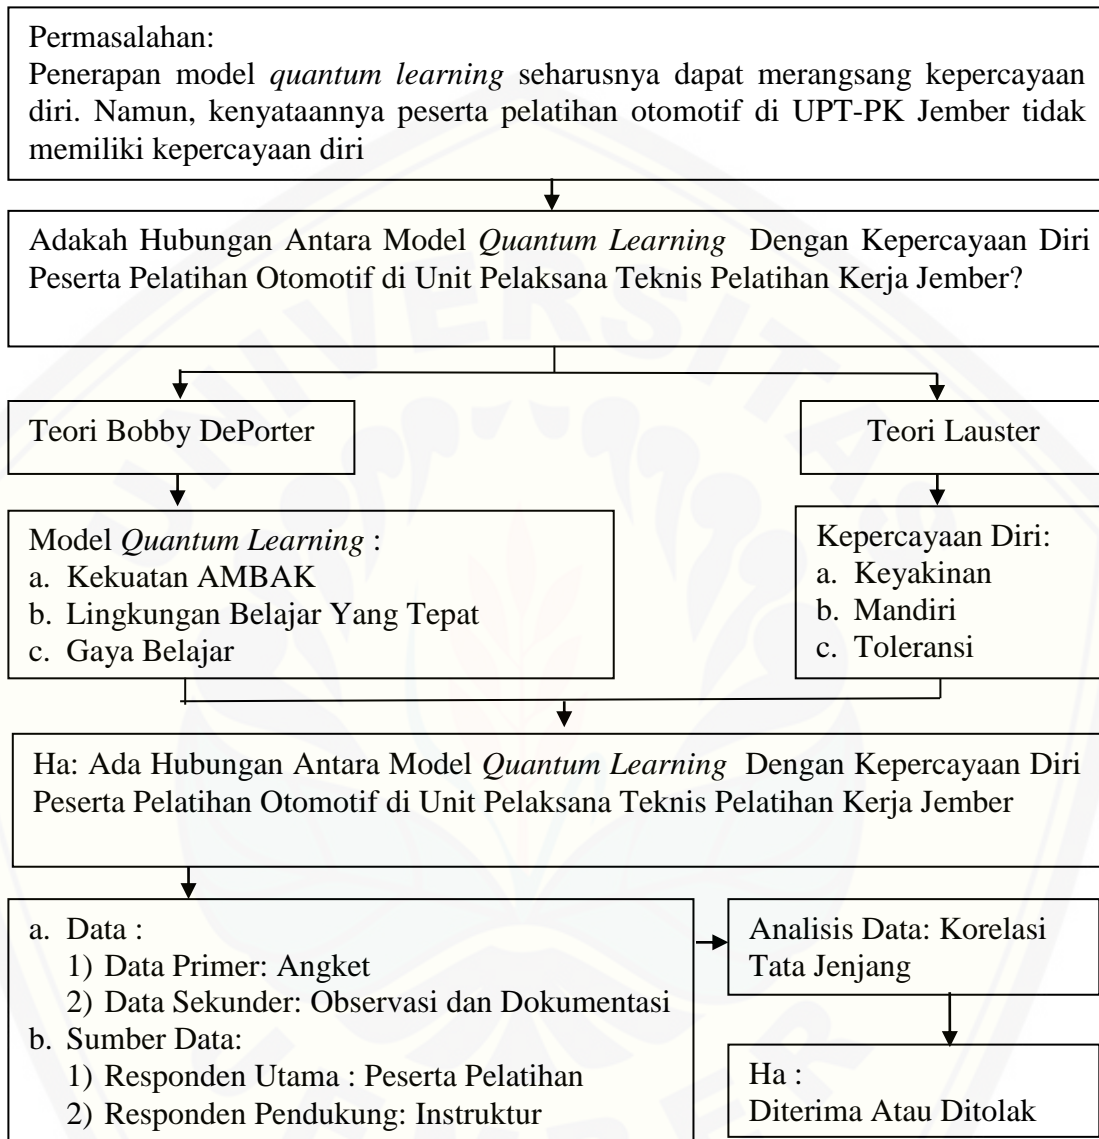 Permasalahan:
Penerapan model quantum learning seharusnya dapat merangsang kepercayaan
diri. Namun, kenyataannya peserta pelatihan otomotif di UPT-PK Jember tidak
memiliki kepercayaan diri
Adakah Hubungan Antara Model Quantum Learning Dengan Kepercayaan Diri
Peserta Pelatihan Otomotif di Unit Pelaksana Teknis Pelatihan Kerja Jember?
Teori Bobby DePorter
Teori Lauster
Model Quantum Learning :
a. Kekuatan AMBAK
b. Lingkungan Belajar Yang Tepat
c. Gaya Belajar
Kepercayaan Diri:
a. Keyakinan
b. Mandiri
c. Toleransi
Ha: Ada Hubungan Antara Model Quantum Learning Dengan Kepercayaan Diri
Peserta Pelatihan Otomotif di Unit Pelaksana Teknis Pelatihan Kerja Jember
a. Data :
1) Data Primer: Angket
2) Data Sekunder: Observasi dan Dokumentasi
b. Sumber Data:
1) Responden Utama : Peserta Pelatihan
2) Responden Pendukung: Instruktur
Analisis Data: Korelasi
Tata Jenjang
Ha :
Diterima Atau Ditolak
UNIVERSITAS
JEMBER